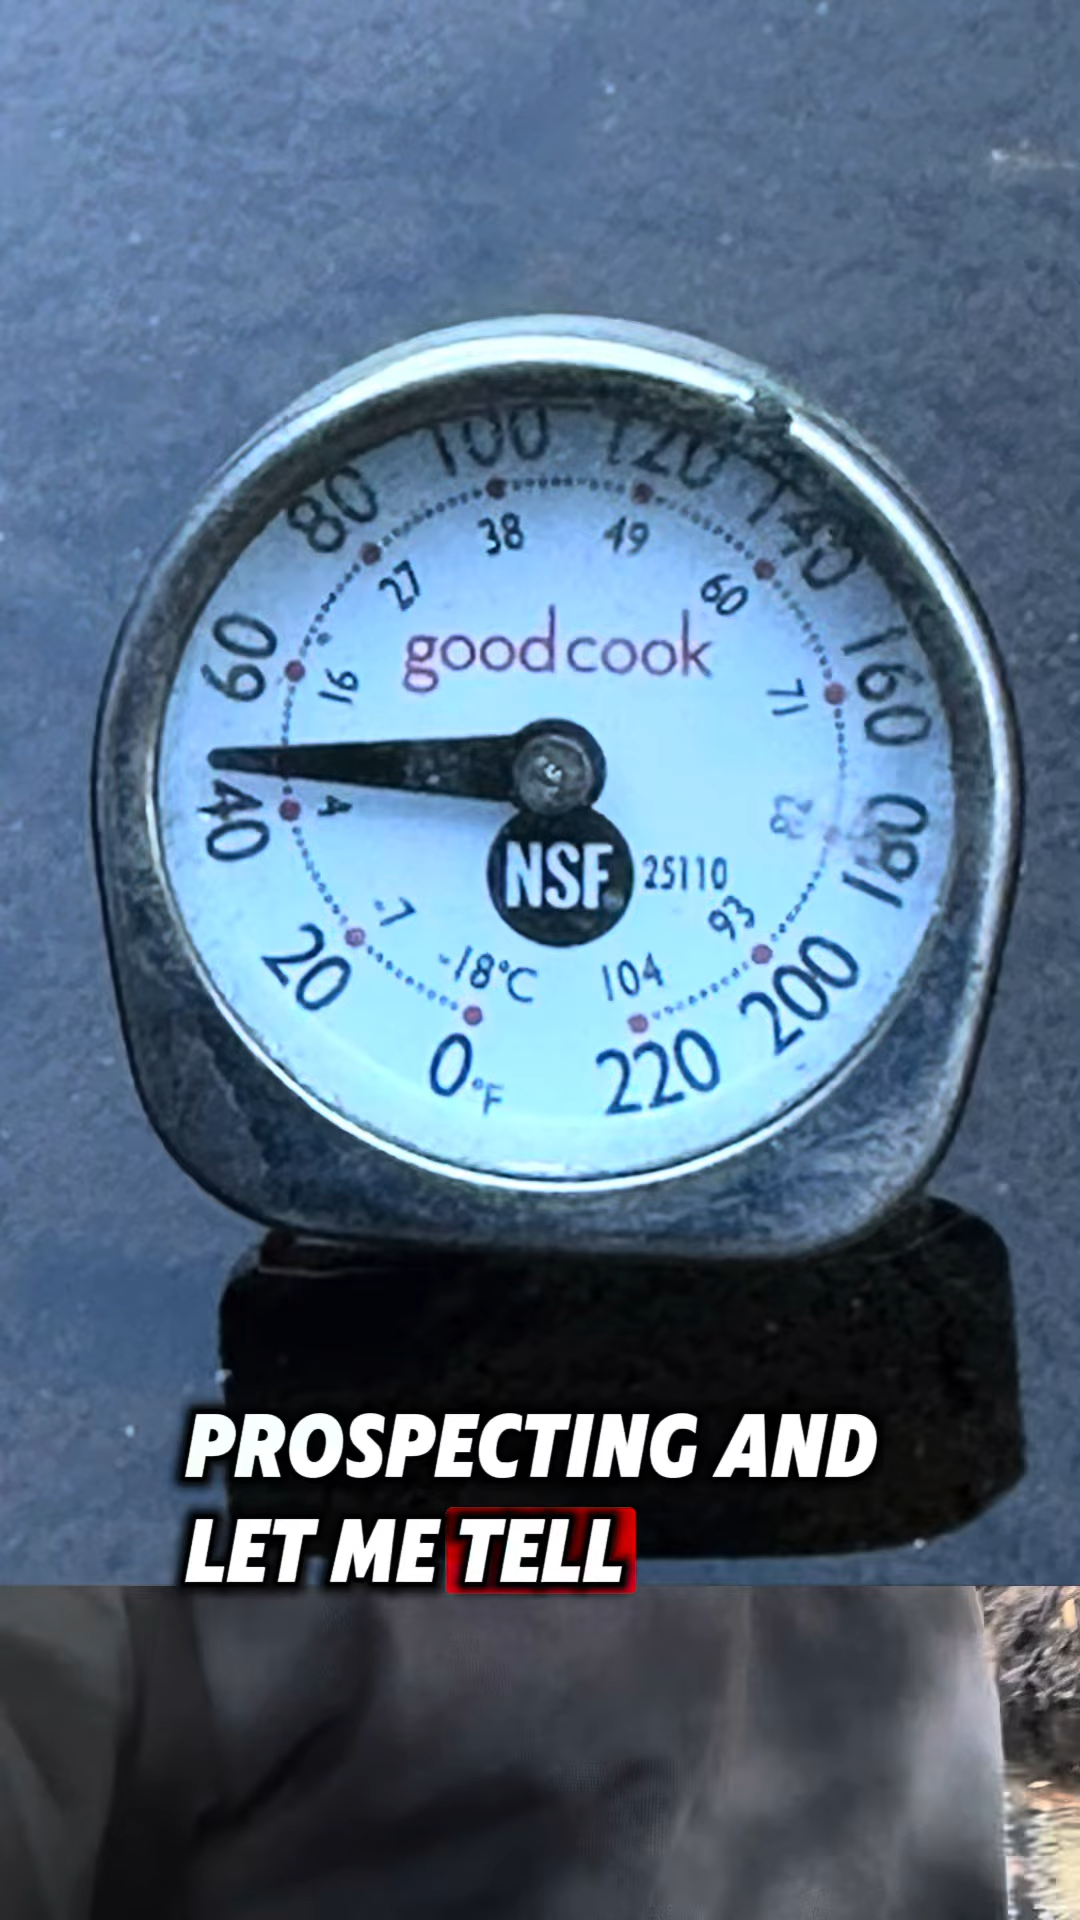 100 120
80 140
38 49
27 60
goodcook
60 160
16 71
40 4 82 180
NSF 25110
-7 93
20 -18°C 104 200
0°F 220
PROSPECTING AND
LET ME TELL